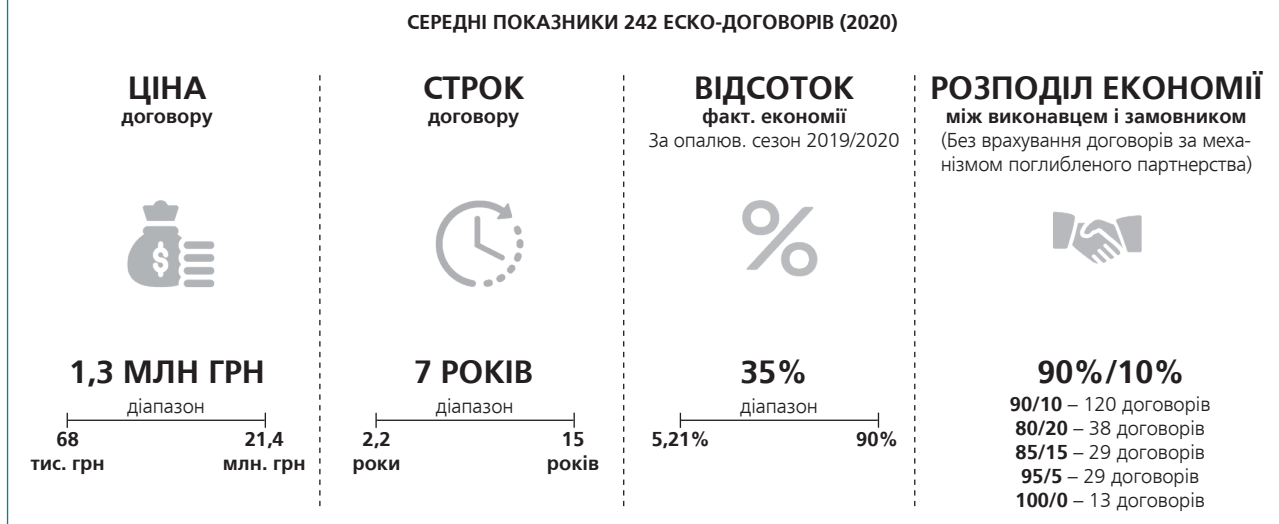 СЕРЕДНІ ПОКАЗНИКИ 242 ЕСКО-ДОГОВОРІВ (2020)
ЦІНА
договору
$
1,3 МЛН ГРН
діапазон
68
тис. грн
21,4
млн. грн
СТРОК
договору
7 РОКІВ
діапазон
2,2
роки
15
років
ВІДСОТОК
факт. економії
За опалюв. сезон 2019/2020
%
35%
діапазон
5,21%
90%
РОЗПОДІЛ ЕКОНОМІЇ
між виконавцем і замовником
(Без врахування договорів за меха-
нізмом поглибленого партнерства)
90%/10%
90/10 – 120 договорів
80/20 – 38 договорів
85/15 – 29 договорів
95/5 – 29 договорів
100/0 – 13 договорів